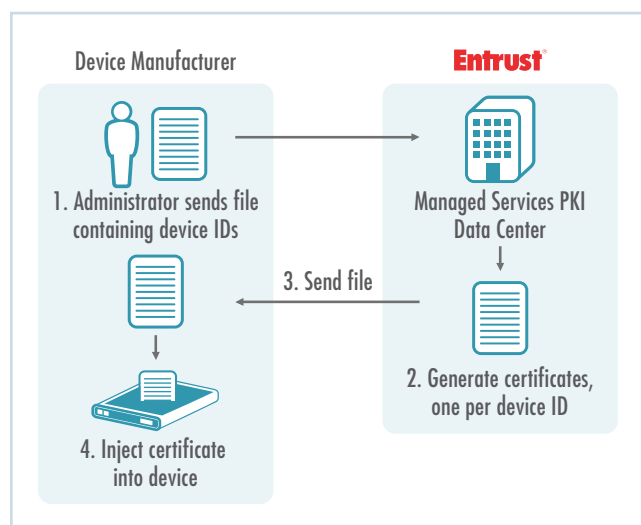 Device Manufacturer
Entrust®
1. Administrator sends file
containing device IDs
Managed Services PKI
Data Center
3. Send file
2. Generate certificates,
one per device ID
4. Inject certificate
into device